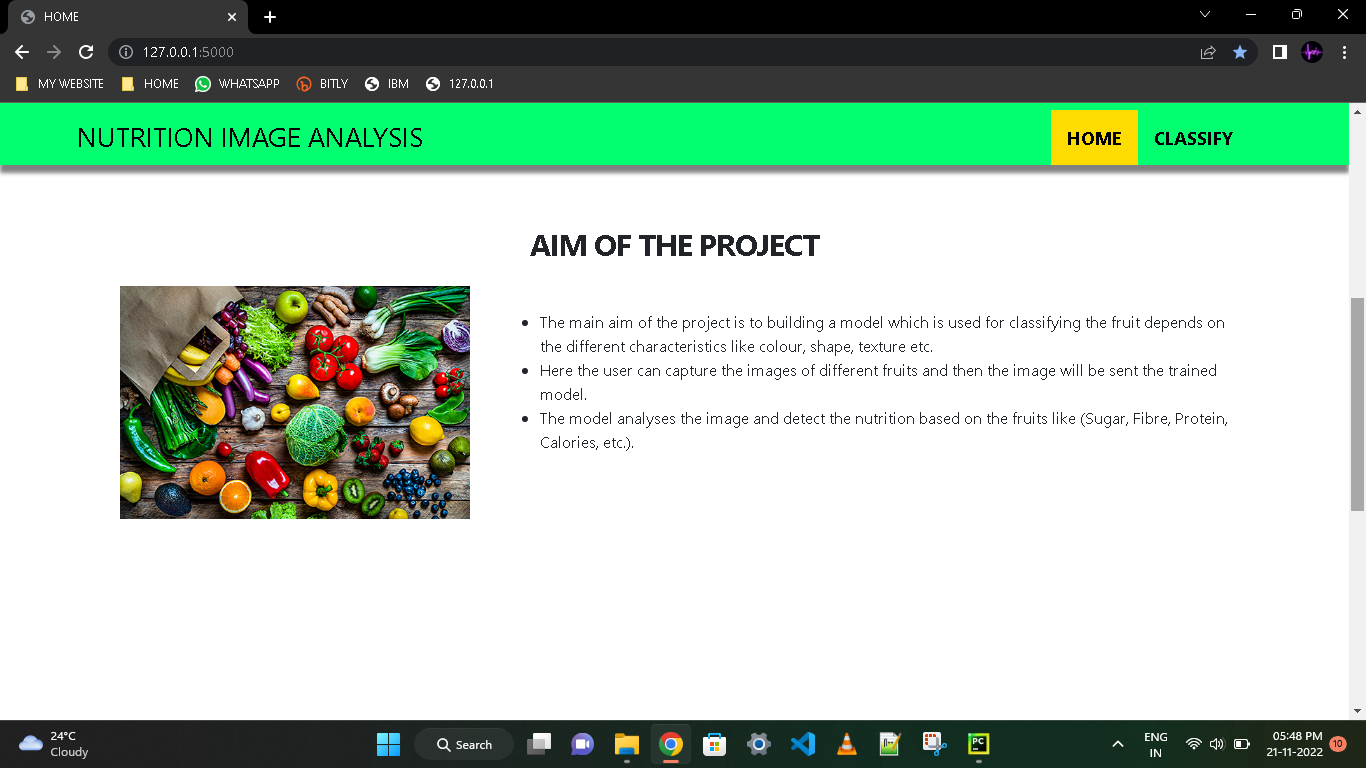 HOME
127.0.0.1:5000
MY WEBSITE HOME WHATSAPP BITLY IBM 127.0.0.1
NUTRITION IMAGE ANALYSIS HOME CLASSIFY
AIM OF THE PROJECT
The main aim of the project is to building a model which is used for classifying the fruit depends on
the different characteristics like colour, shape, texture etc.
Here the user can capture the images of different fruits and then the image will be sent the trained
model.
The model analyses the image and detect the nutrition based on the fruits like (Sugar, Fibre, Protein,
Calories, etc.).
24°C
Cloudy
Search
PC
ENG
IN
05:48 PM
21-11-2022
10